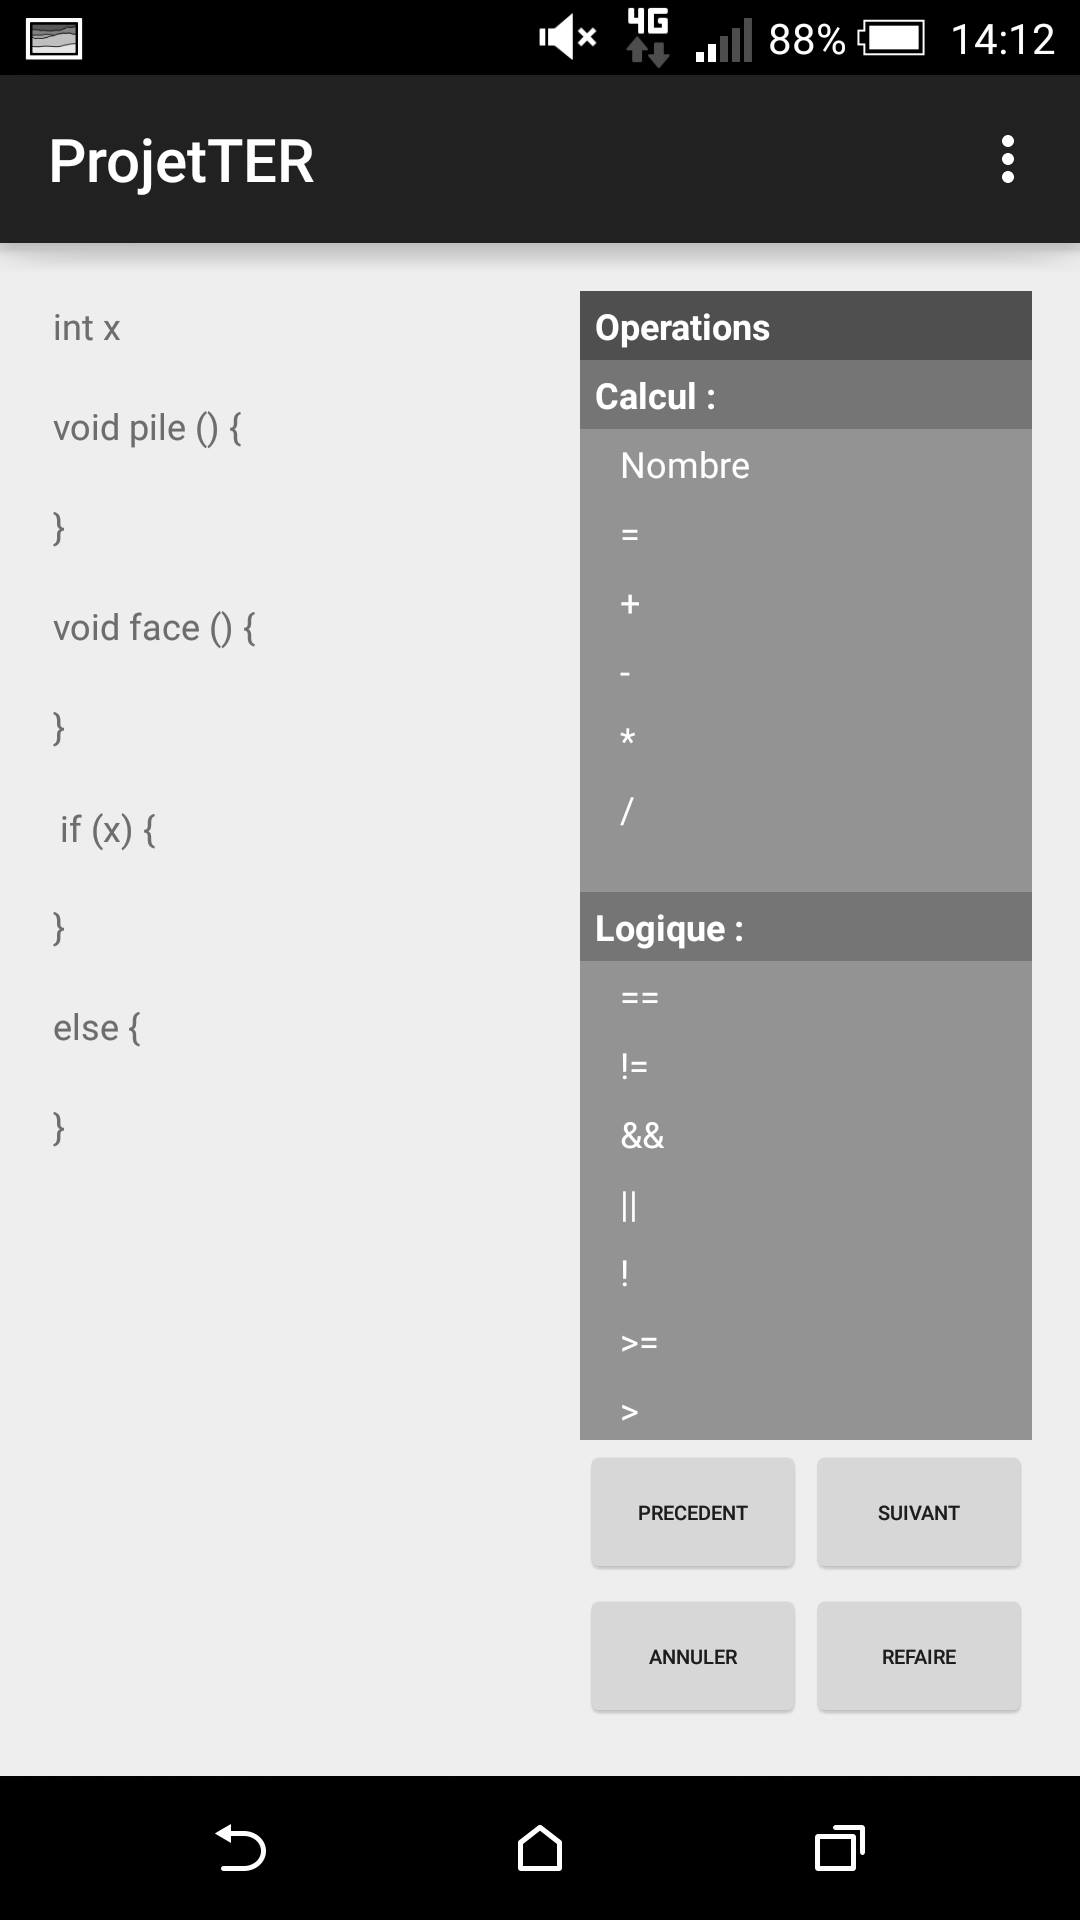 4G 88% 14:12
ProjetTER
int x
void pile () {
}
void face () {
}
if (x) {
}
else {
}
Operations
Calcul :
Nombre
=
+
-
*
/
Logique :
==
!=
&&
||
!
>=
>
PRECEDENT SUIVANT
ANNULER REFAIRE